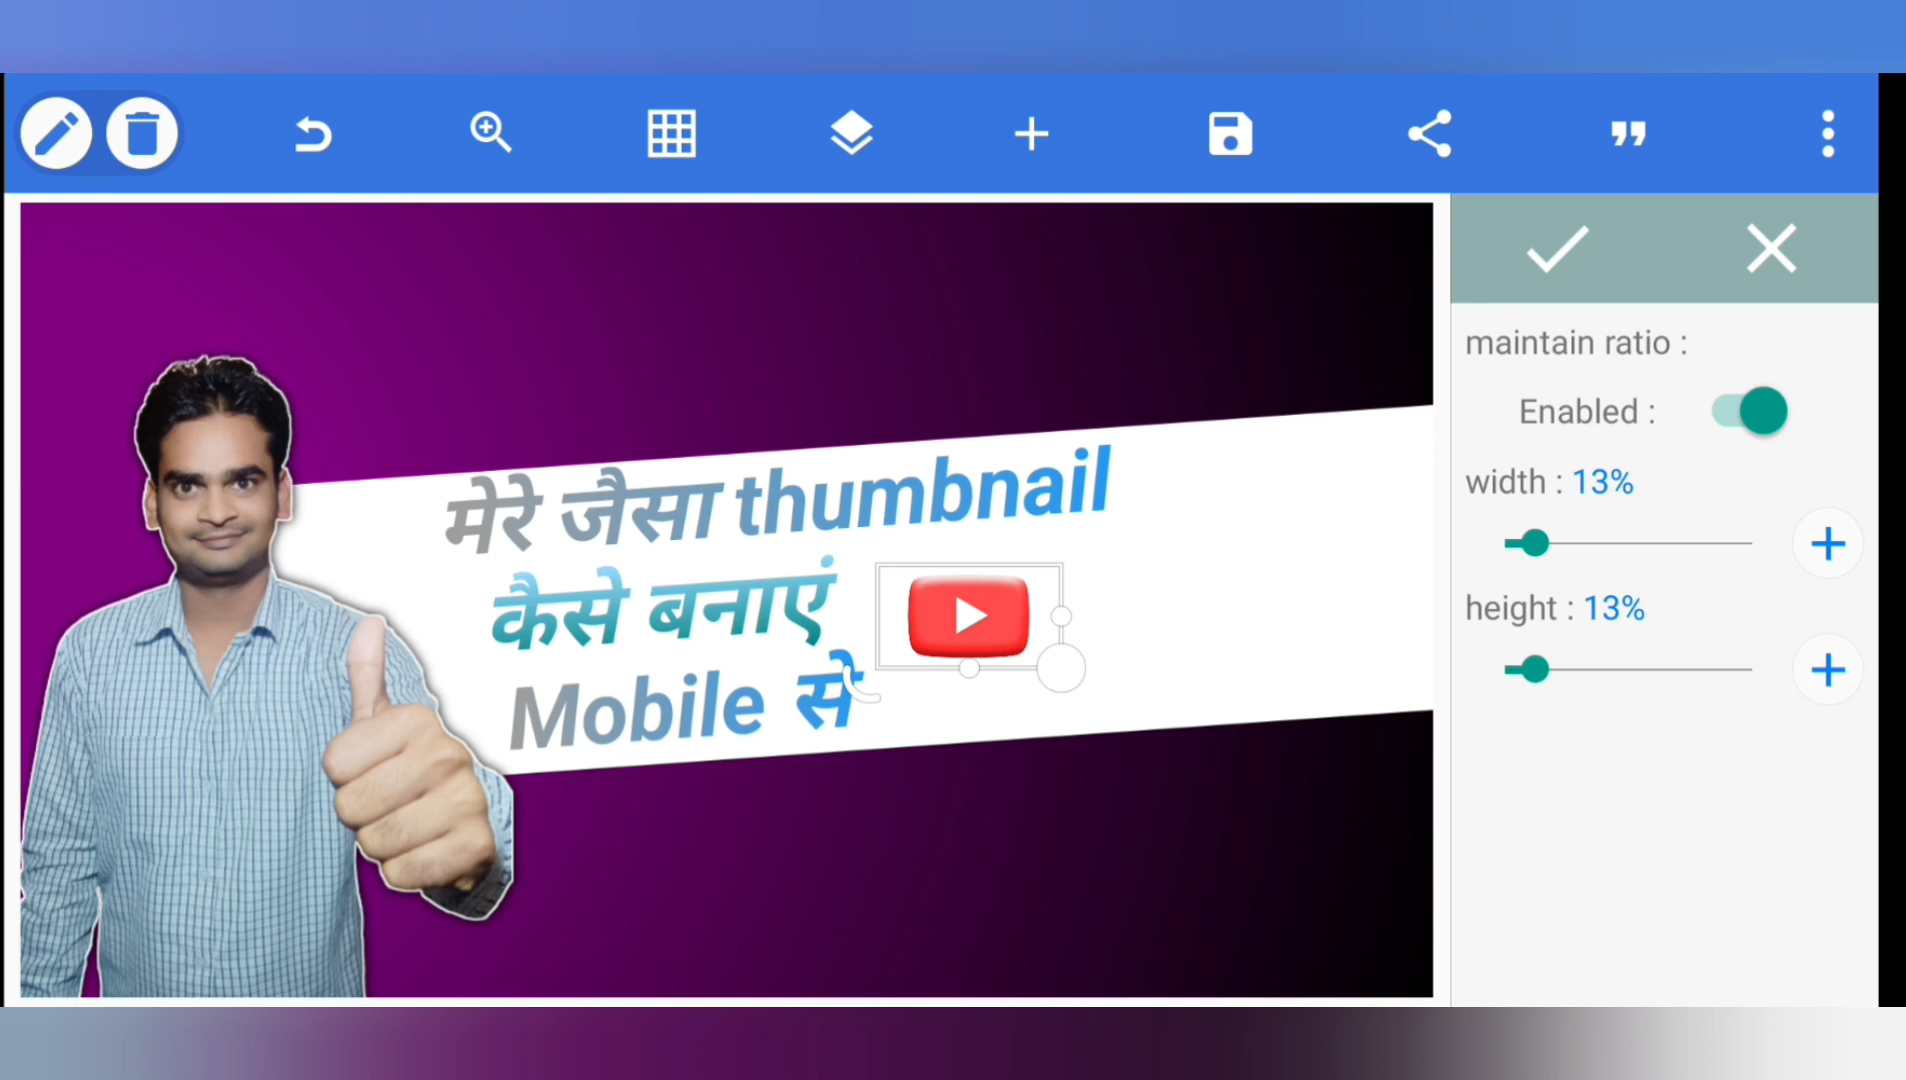 maintain ratio :
Enabled :
width : 13%
height : 13%
मेरे जैसा thumbnail
कैसे बनाएं
Mobile से